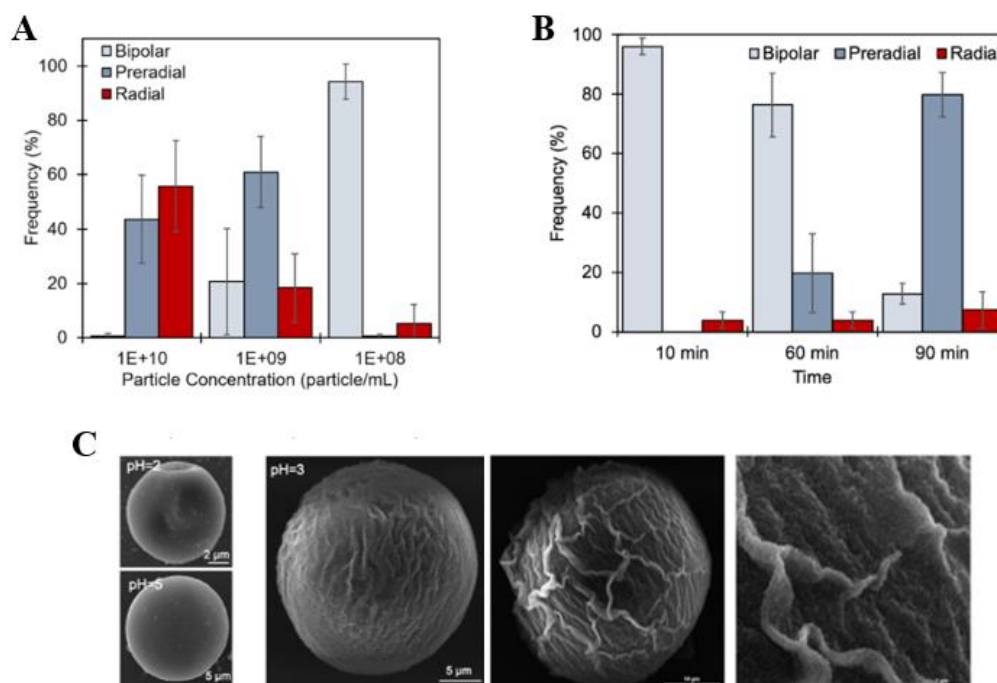 A
Bipolar
Preradial
Radial
100
80
60
40
20
0
Frequency (%)
1E+10 1E+09 1E+08
Particle Concentration (particle/mL)
B
Bipolar Preradial Radial
100
80
60
40
20
0
Frequency (%)
10 min 60 min 90 min
Time
C
pH=2
2 µm
pH=5
5 µm
pH=3
5 µm